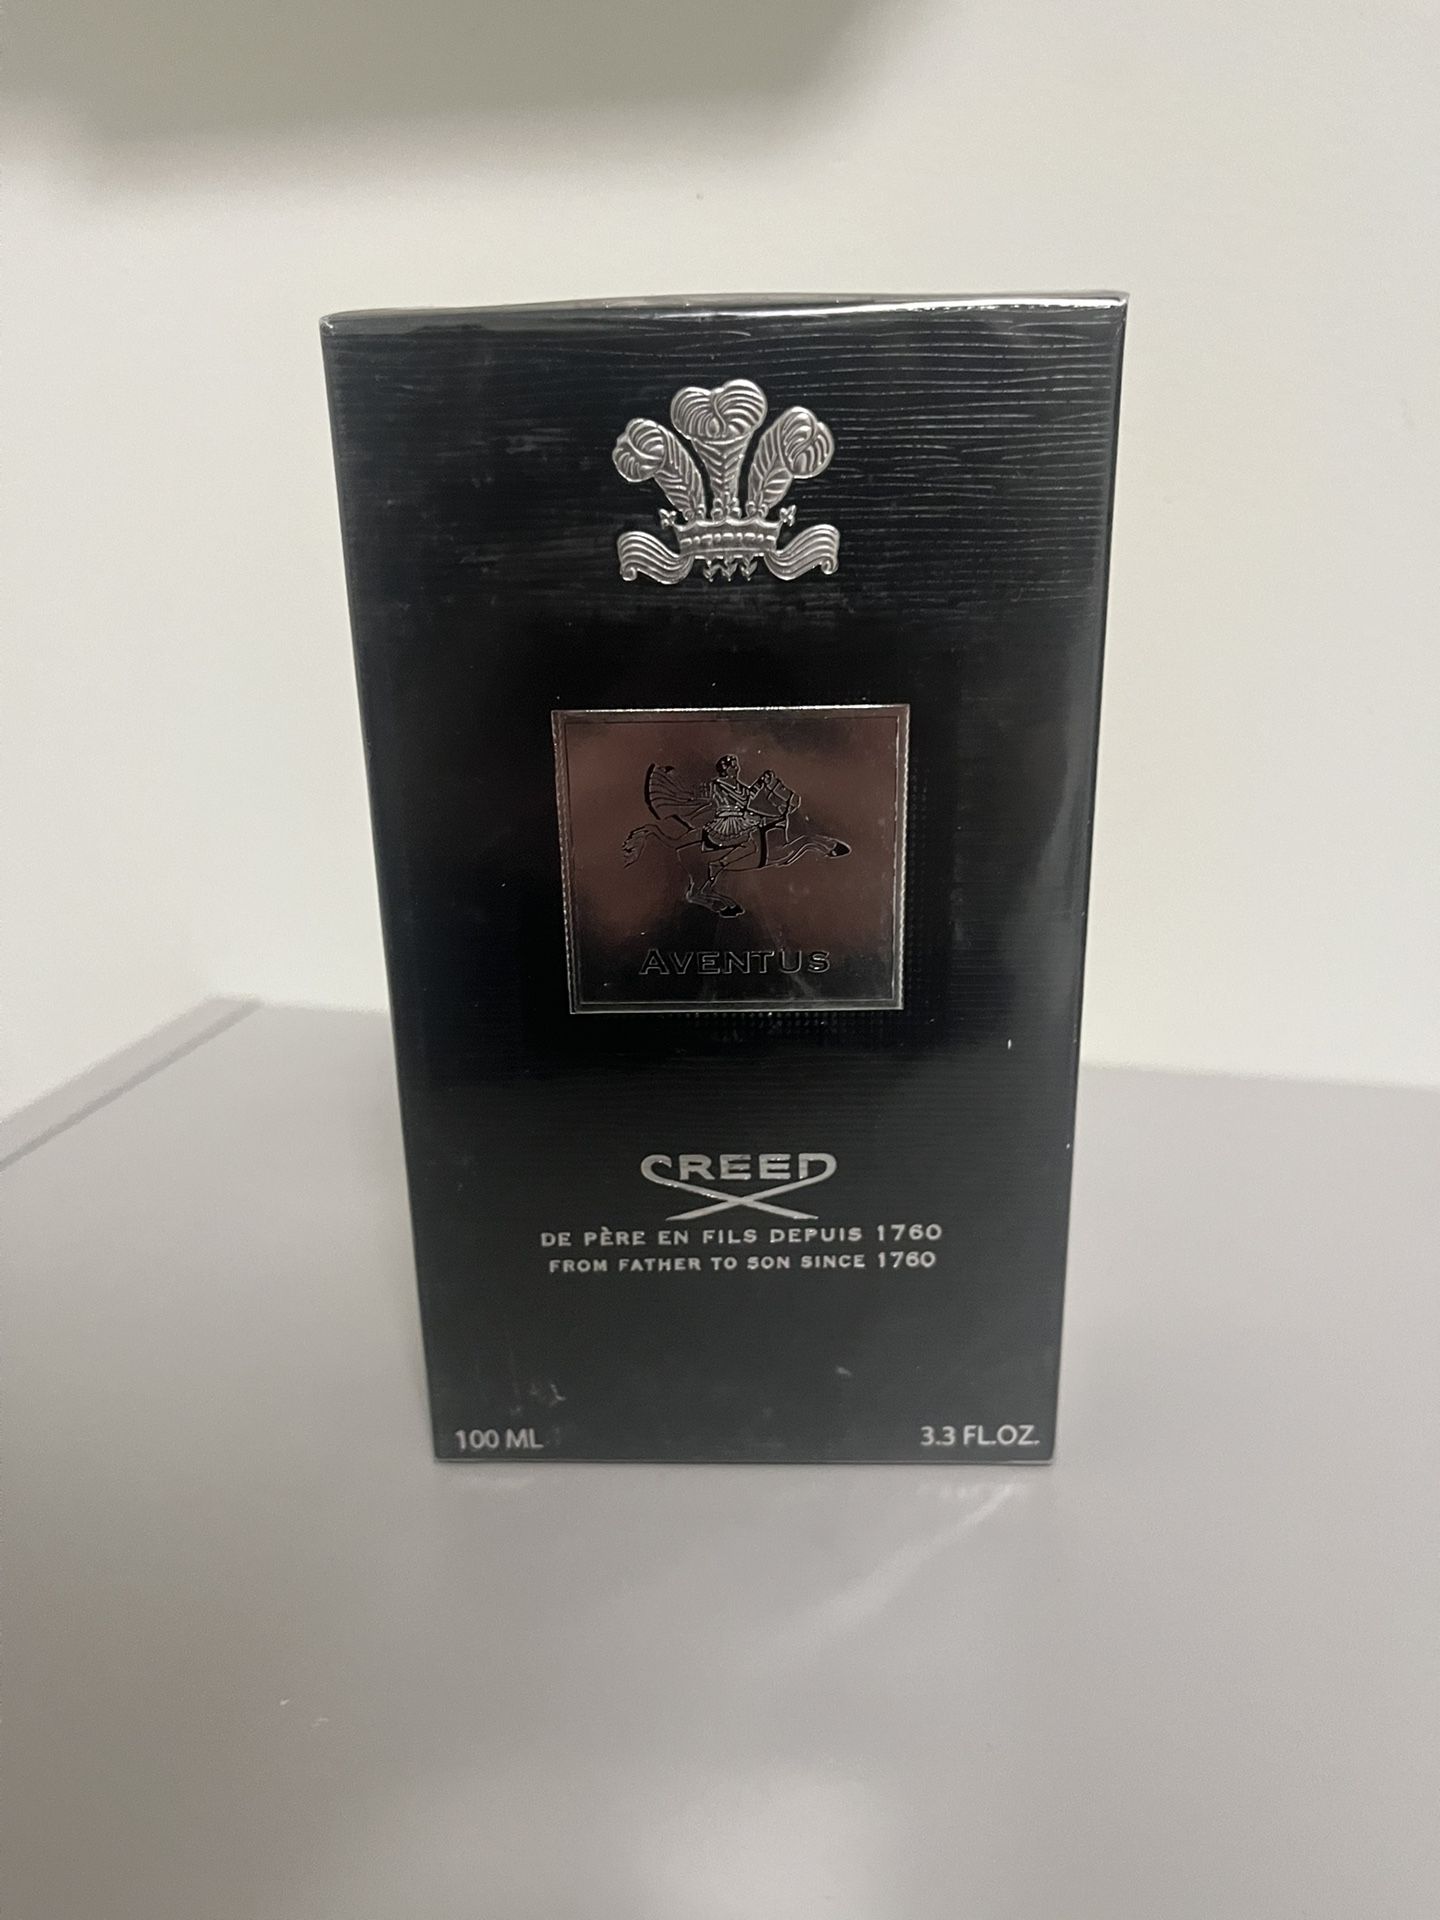 AVENTUS
CREED
DE PÈRE EN FILS DEPUIS 1760
FROM FATHER TO SON SINCE 1760
100 ML
3.3 FL.OZ.